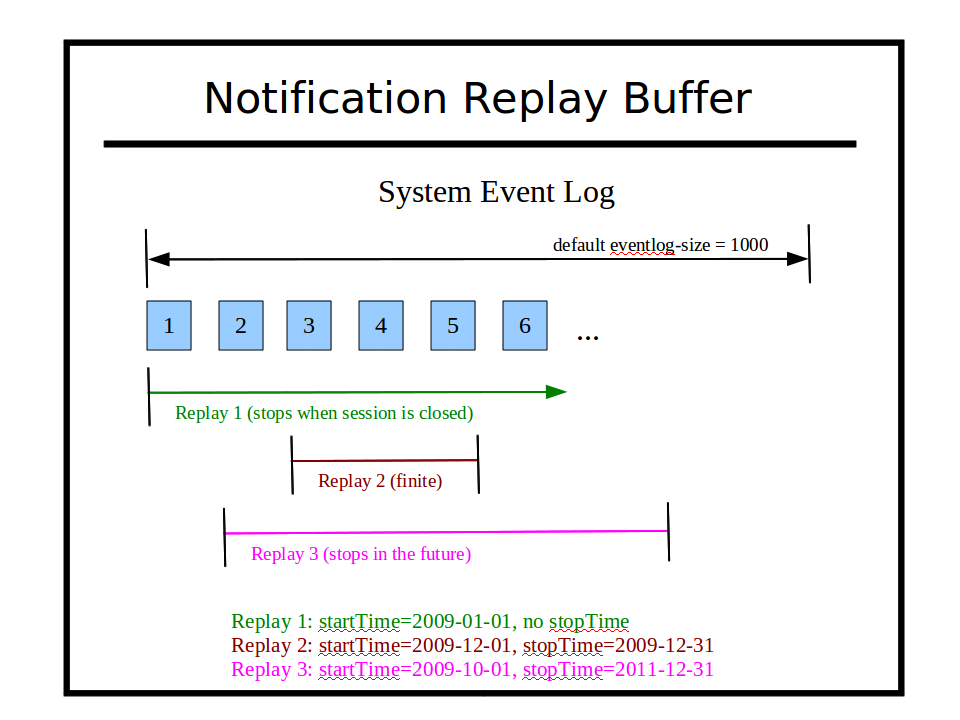 Notification Replay Buffer
System Event Log
default eventlog-size = 1000
1 2 3 4 5 6 ...
Replay 1 (stops when session is closed)
Replay 2 (finite)
Replay 3 (stops in the future)
Replay 1: startTime=2009-01-01, no stopTime
Replay 2: startTime=2009-12-01, stopTime=2009-12-31
Replay 3: startTime=2009-10-01, stopTime=2011-12-31